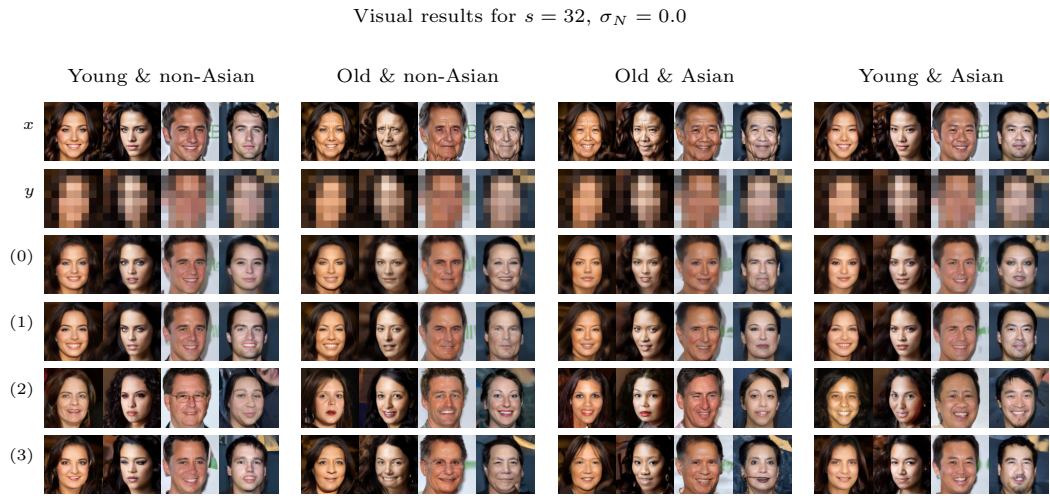 Visual results for s = 32, σ_N = 0.0
Young & non-Asian Old & non-Asian Old & Asian Young & Asian
x
y
(0)
(1)
(2)
(3)